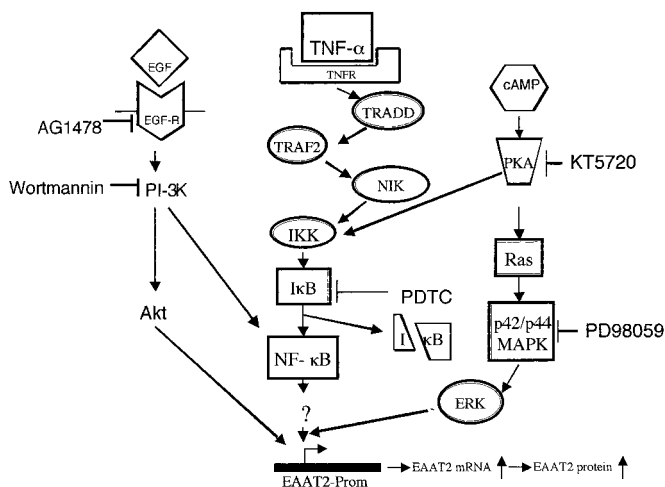 TNF-α
TNFR
EGF
EGF-R
AG1478
TRADD
cAMP
TRAF2
PKA
KT5720
Wortmannin
PI-3K
NIK
IKK
Ras
IκB
PDTC
Akt
I κB
p42/p44
MAPK
PD98059
NF- κB
ERK
?
EAAT2 mRNA
EAAT2 protein
EAAT2-Prom